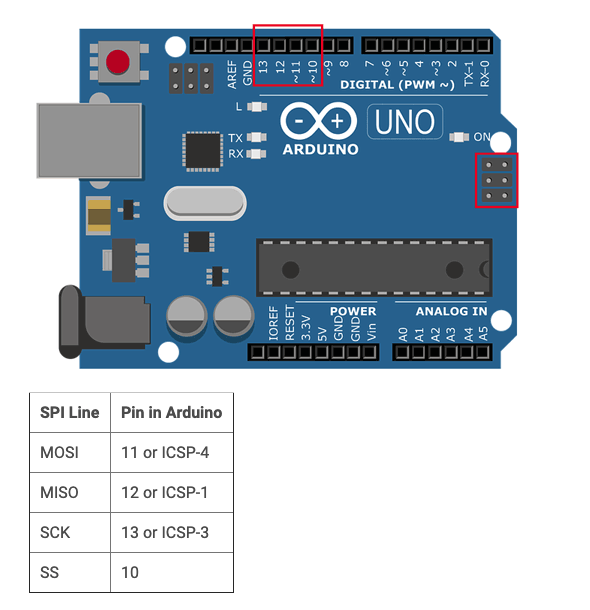 AREF
GND
13
12
~11
~10
~9
8
7
~6
~5
4
~3
2
TX-1
RX-0
DIGITAL (PWM ~)
L
TX
RX
ARDUINO
UNO
ON
IOREF
RESET
3.3V
5V
GND
GND
Vin
POWER
ANALOG IN
A0
A1
A2
A3
A4
A5
SPI Line Pin in Arduino
MOSI 11 or ICSP-4
MISO 12 or ICSP-1
SCK 13 or ICSP-3
SS 10